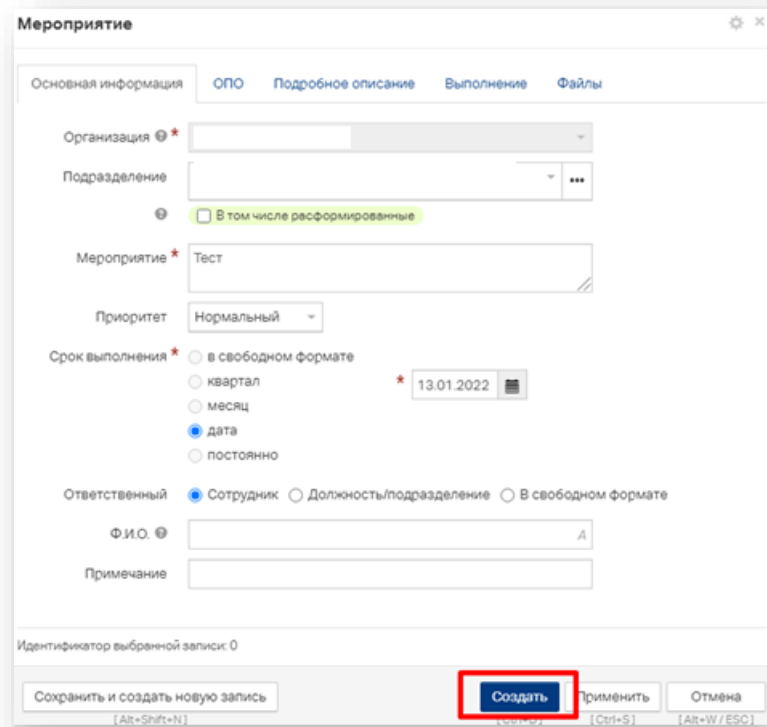 Мероприятие
Основная информация ОПО Подробное описание Выполнение Файлы
Организация *
Подразделение
В том числе расформированные
Мероприятие * Тест
Приоритет Нормальный
Срок выполнения * в свободном формате
квартал * 13.01.2022
месяц
дата
постоянно
Ответственный Сотрудник Должность/подразделение В свободном формате
Ф.И.О.
Примечание
Идентификатор выбранной записи: 0
Сохранить и создать новую запись Создать Применить Отмена
[Alt+Shift+N] [Ctrl+S] [Alt+W/ESC]